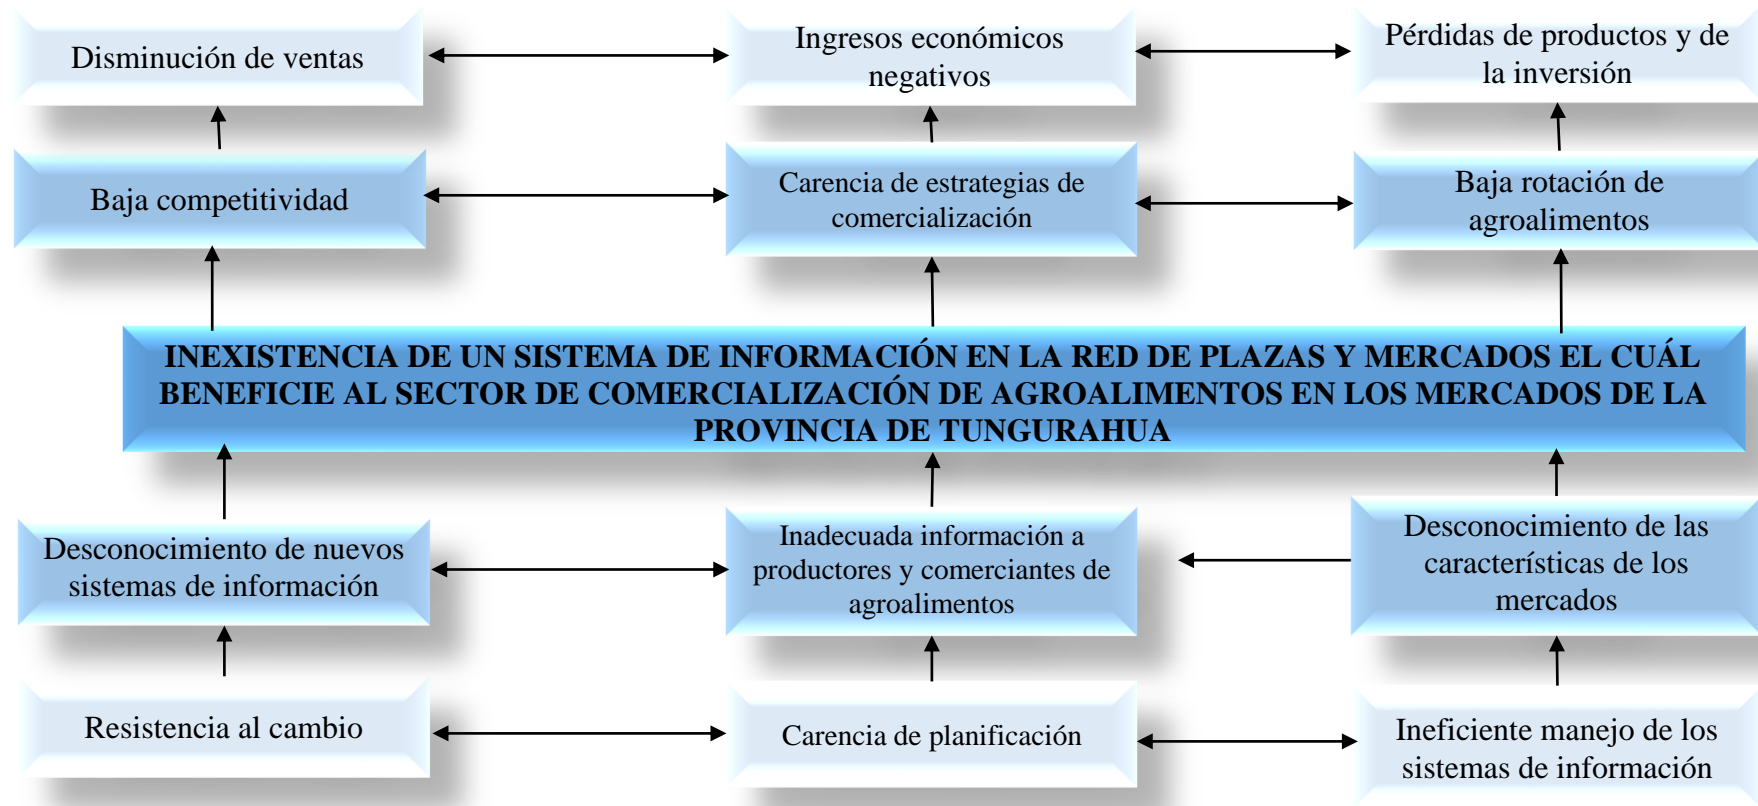 Disminución de ventas
Ingresos económicos
negativos
Pérdidas de productos y de
la inversión
Baja competitividad
Carencia de estrategias de
comercialización
Baja rotación de
agroalimentos
INEXISTENCIA DE UN SISTEMA DE INFORMACIÓN EN LA RED DE PLAZAS Y MERCADOS EL CUÁL
BENEFICIE AL SECTOR DE COMERCIALIZACIÓN DE AGROALIMENTOS EN LOS MERCADOS DE LA
PROVINCIA DE TUNGURAHUA
Desconocimiento de nuevos
sistemas de información
Inadecuada información a
productores y comerciantes de
agroalimentos
Desconocimiento de las
características de los
mercados
Resistencia al cambio
Carencia de planificación
Ineficiente manejo de los
sistemas de información